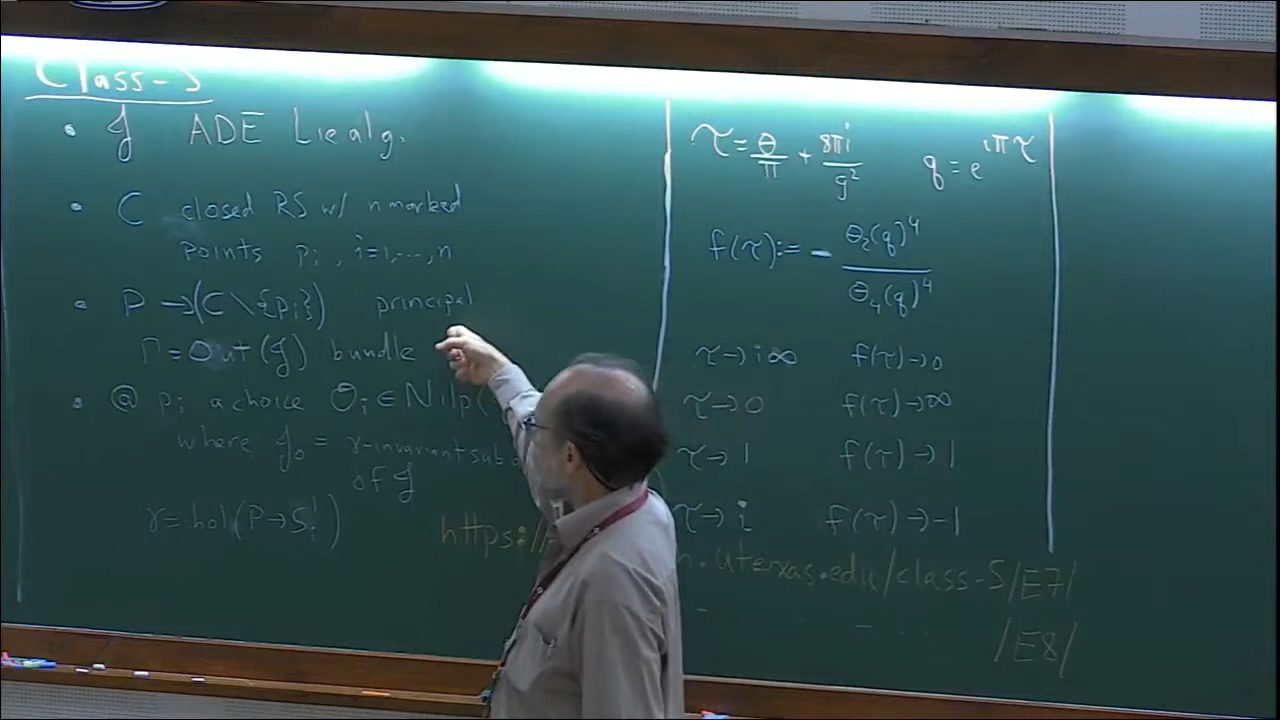 Class-S
• 𝔧 ADE Lie alg.
• C closed RS w/ n marked
points pᵢ, i=1,...,n
• P → (C \ {pᵢ}) principal
Γ = Out(𝔧) bundle
• @ pᵢ a choice Oᵢ ∈ Nilp(
where 𝔧₀ = γ-invariant sub
of 𝔧
γ = hol(P → S¹ᵢ)
τ = θ/π + 8πi/g² q = e^{iπτ}
f(τ) := - θ₂(q)⁴ / θ₄(q)⁴
τ → i∞ f(τ) → 0
τ → 0 f(τ) → ∞
τ → 1 f(τ) → 1
τ → i f(τ) → -1
https:/ .utexas.edu/class-S/E7/
/E8/